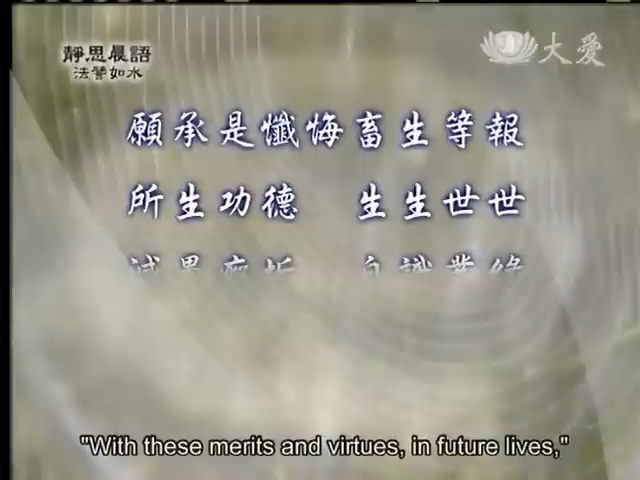 靜思晨語
法譬如水
大愛
願承是懺悔畜生等報
所生功德 生生世世
"With these merits and virtues, in future lives,"